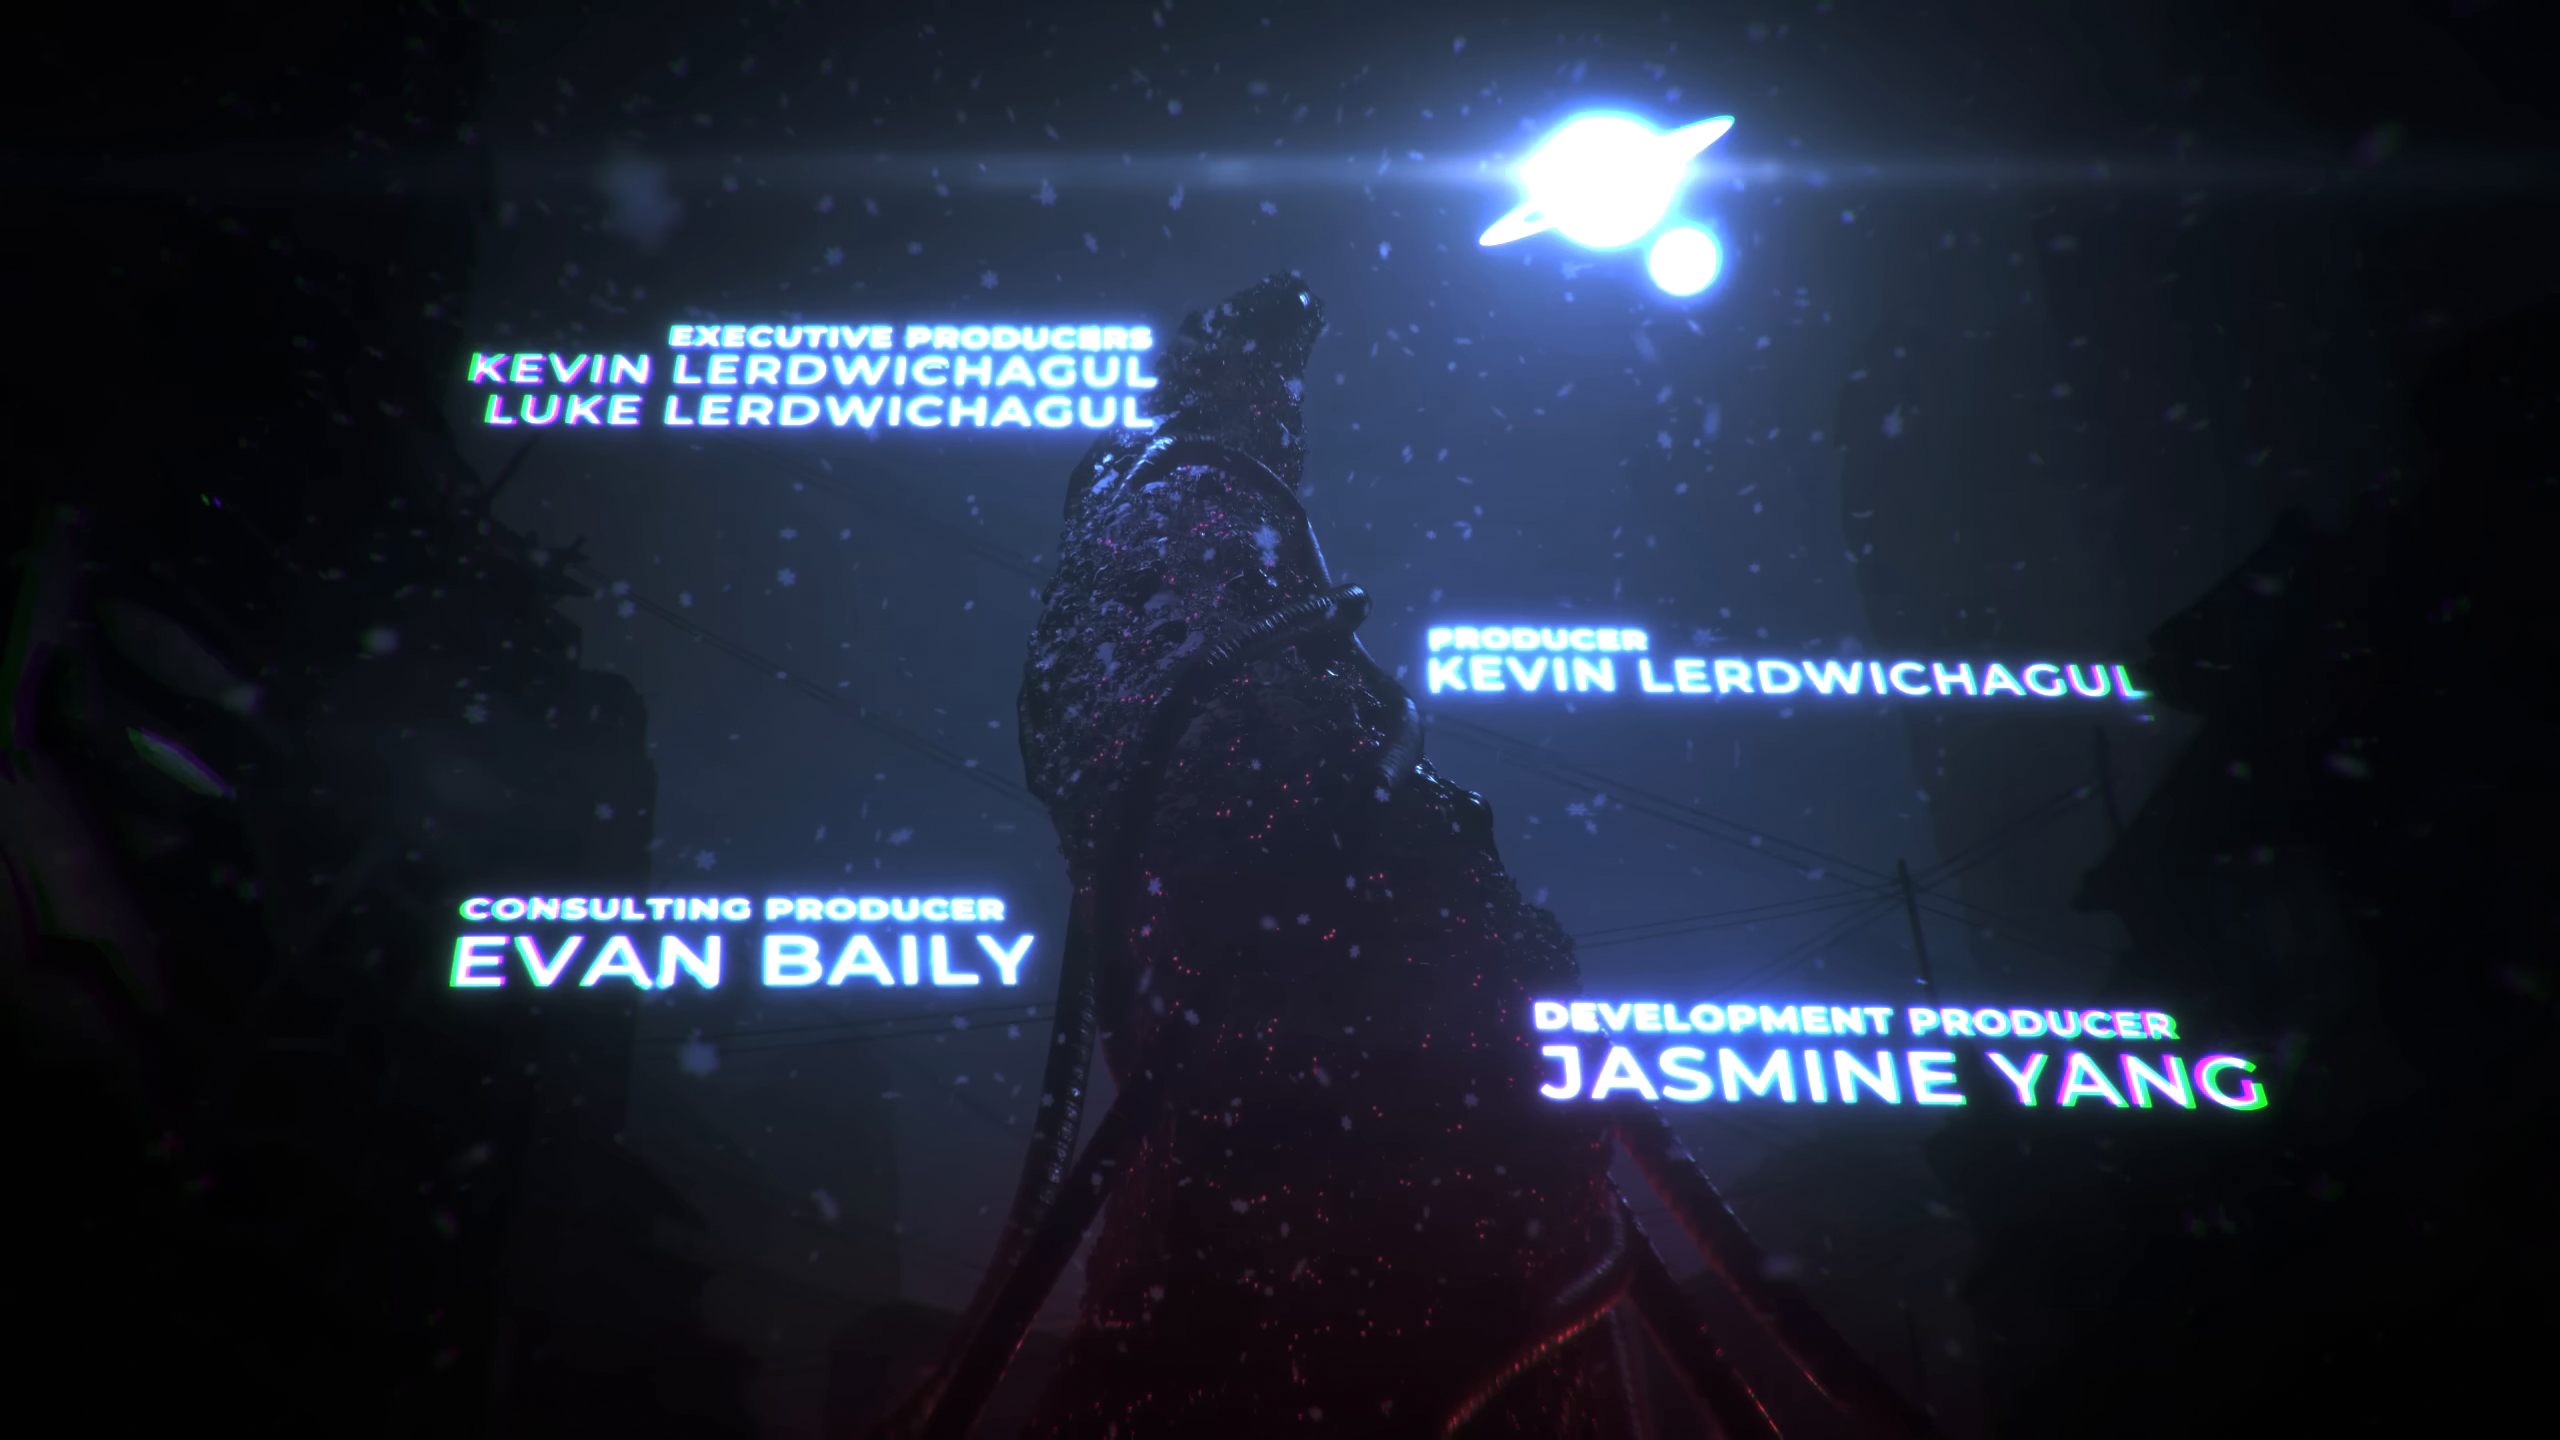 EXECUTIVE PRODUCERS
KEVIN LERDWICHAGUL
LUKE LERDWICHAGUL
PRODUCER
KEVIN LERDWICHAGUL
CONSULTING PRODUCER
EVAN BAILY
DEVELOPMENT PRODUCER
JASMINE YANG